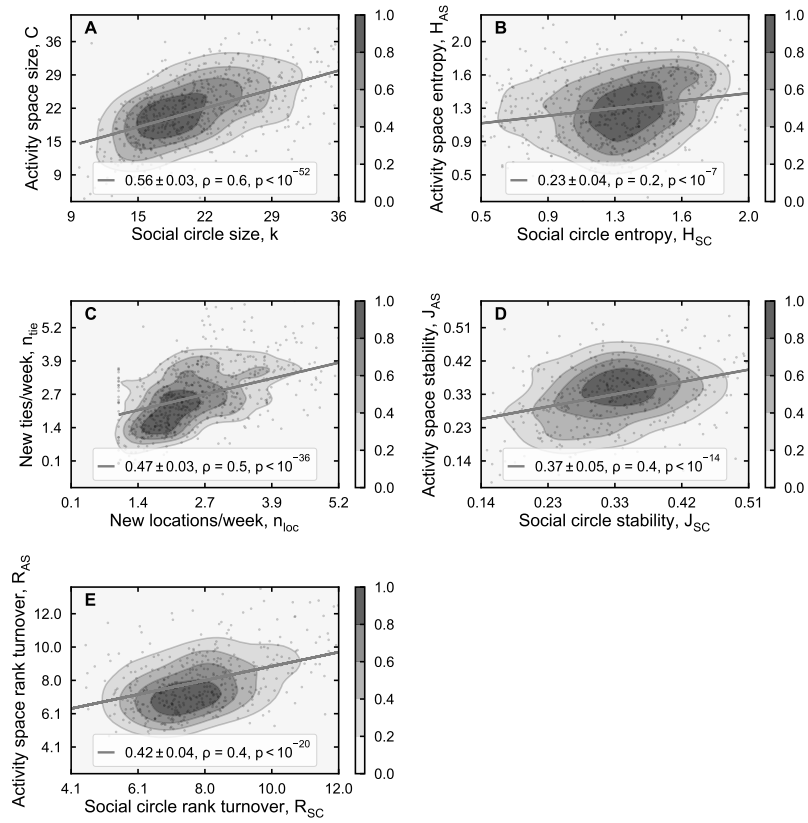 A
Activity space size, C
36
29
22
15
9
0.56 ± 0.03, ρ = 0.6, p < 10⁻⁵²
9 15 22 29 36
Social circle size, k
1.0
0.8
0.6
0.4
0.2
0.0
B
Activity space entropy, H_AS
2.0
1.6
1.3
0.9
0.5
0.23 ± 0.04, ρ = 0.2, p < 10⁻⁷
0.5 0.9 1.3 1.6 2.0
Social circle entropy, H_SC
1.0
0.8
0.6
0.4
0.2
0.0
C
New ties/week, n_tie
5.2
3.9
2.7
1.4
0.1
0.47 ± 0.03, ρ = 0.5, p < 10⁻³⁶
0.1 1.4 2.7 3.9 5.2
New locations/week, n_loc
1.0
0.8
0.6
0.4
0.2
0.0
D
Activity space stability, J_AS
0.51
0.42
0.33
0.23
0.14
0.37 ± 0.05, ρ = 0.4, p < 10⁻¹⁴
0.14 0.23 0.33 0.42 0.51
Social circle stability, J_SC
1.0
0.8
0.6
0.4
0.2
0.0
E
Activity space rank turnover, R_AS
12.0
10.0
8.0
6.1
4.1
0.42 ± 0.04, ρ = 0.4, p < 10⁻²⁰
4.1 6.1 8.0 10.0 12.0
Social circle rank turnover, R_SC
1.0
0.8
0.6
0.4
0.2
0.0